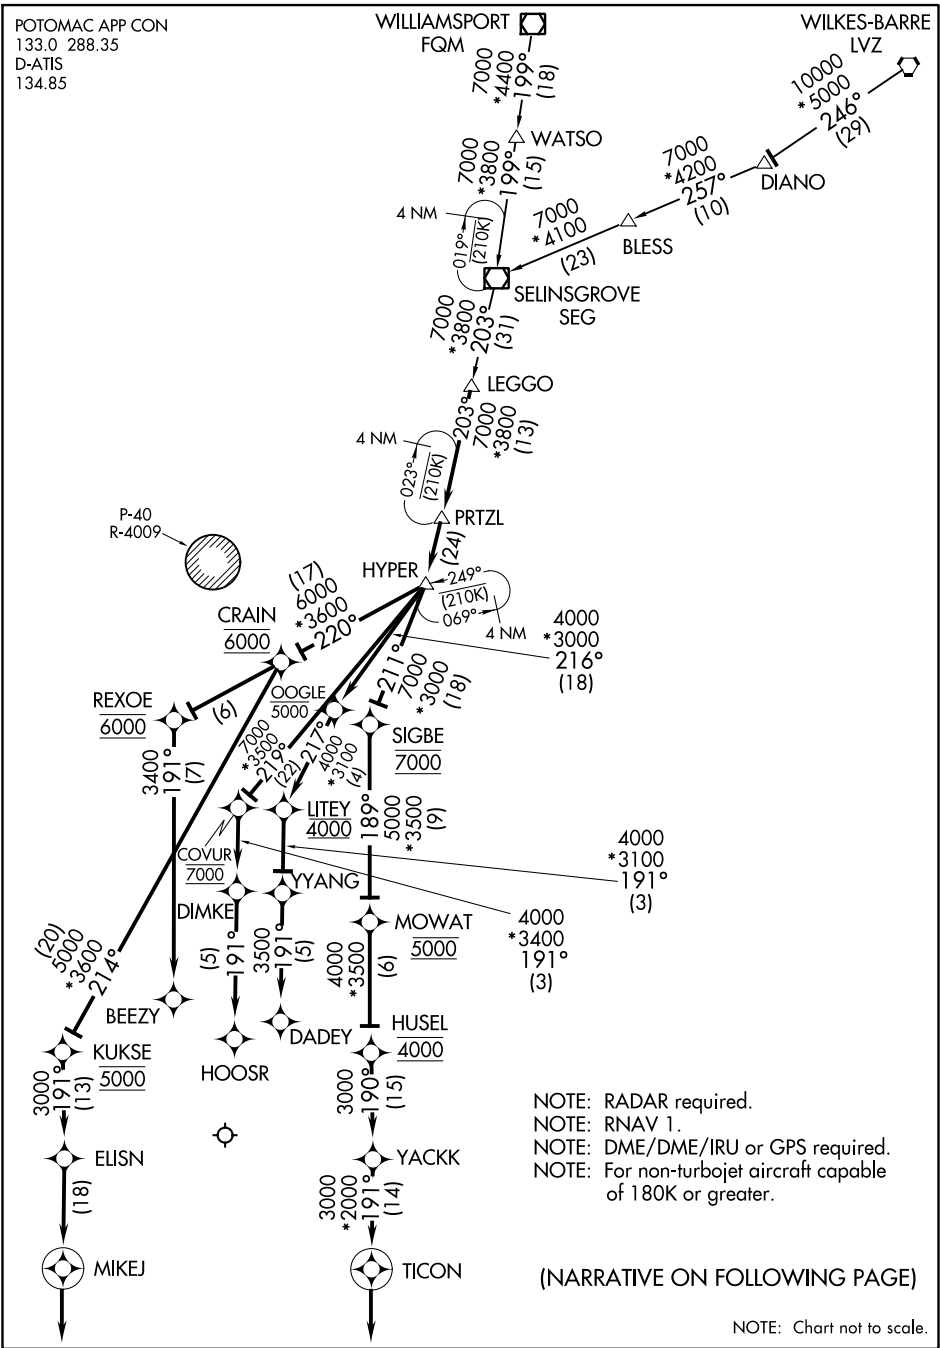 POTOMAC APP CON
133.0 288.35
D-ATIS
134.85
WILLIAMSPORT
FQM
WILKES-BARRE
LVZ
7000
*4400
199°
(18)
10000
*5000
246°
(29)
WATSO
7000
*3800
199°
(15)
7000
*4200
257°
(10)
DIANO
4 NM
019°
(210K)
7000
*4100
(23)
BLESS
SELINSGROVE
SEG
7000
*3800
203°
(31)
LEGGO
203°
7000
*3800
(13)
4 NM
023°
(210K)
PRTZL
(24)
P-40
R-4009
HYPER
249°
(210K)
069°
4 NM
(17)
6000
*3600
220°
CRAIN
6000
4000
*3000
216°
(18)
211°
7000
*3000
(18)
REXOE
6000
(6)
OOGLE
5000
SIGBE
7000
3400
191°
(7)
7000
*3500
219°
(22)
217°
4000
*3100
(4)
LITEY
4000
189°
5000
*3500
(9)
COVUR
7000
4000
*3100
191°
(3)
YYANG
DIMKE
MOWAT
5000
4000
*3400
191°
(3)
(20)
5000
*3600
214°
(5)
191°
3500
191°
(5)
4000
*3500
(6)
BEEZY
DADEY
HOOSR
HUSEL
4000
KUKSE
5000
3000
191°
(13)
3000
190°
(15)
NOTE: RADAR required.
NOTE: RNAV 1.
NOTE: DME/DME/IRU or GPS required.
NOTE: For non-turbojet aircraft capable
of 180K or greater.
ELISN
YACKK
(18)
3000
*2000
191°
(14)
MIKEJ
TICON
(NARRATIVE ON FOLLOWING PAGE)
NOTE: Chart not to scale.